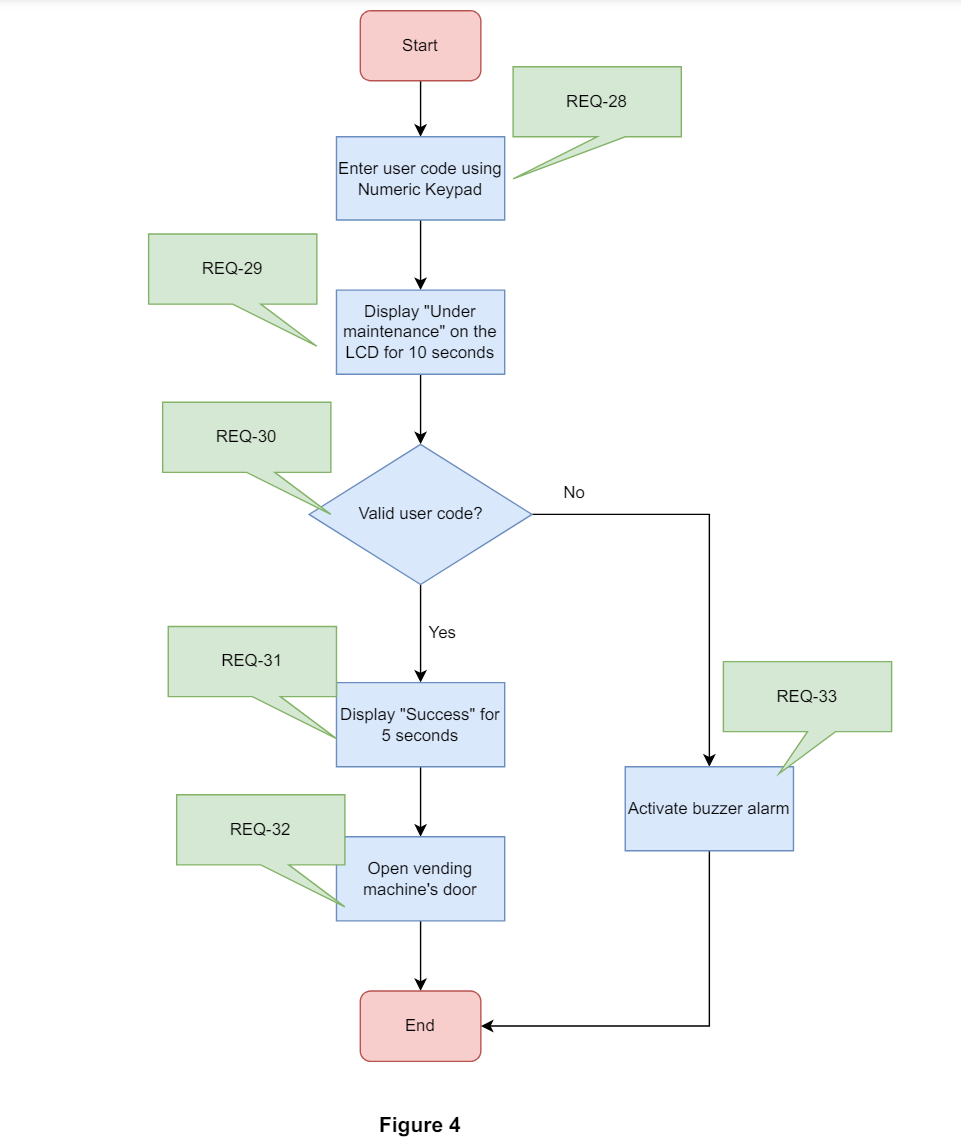 Start
REQ-28
Enter user code using
Numeric Keypad
REQ-29
Display "Under
maintenance" on the
LCD for 10 seconds
REQ-30
Valid user code?
No
Yes
REQ-31
Display "Success" for
5 seconds
REQ-33
Activate buzzer alarm
REQ-32
Open vending
machine's door
End
Figure 4